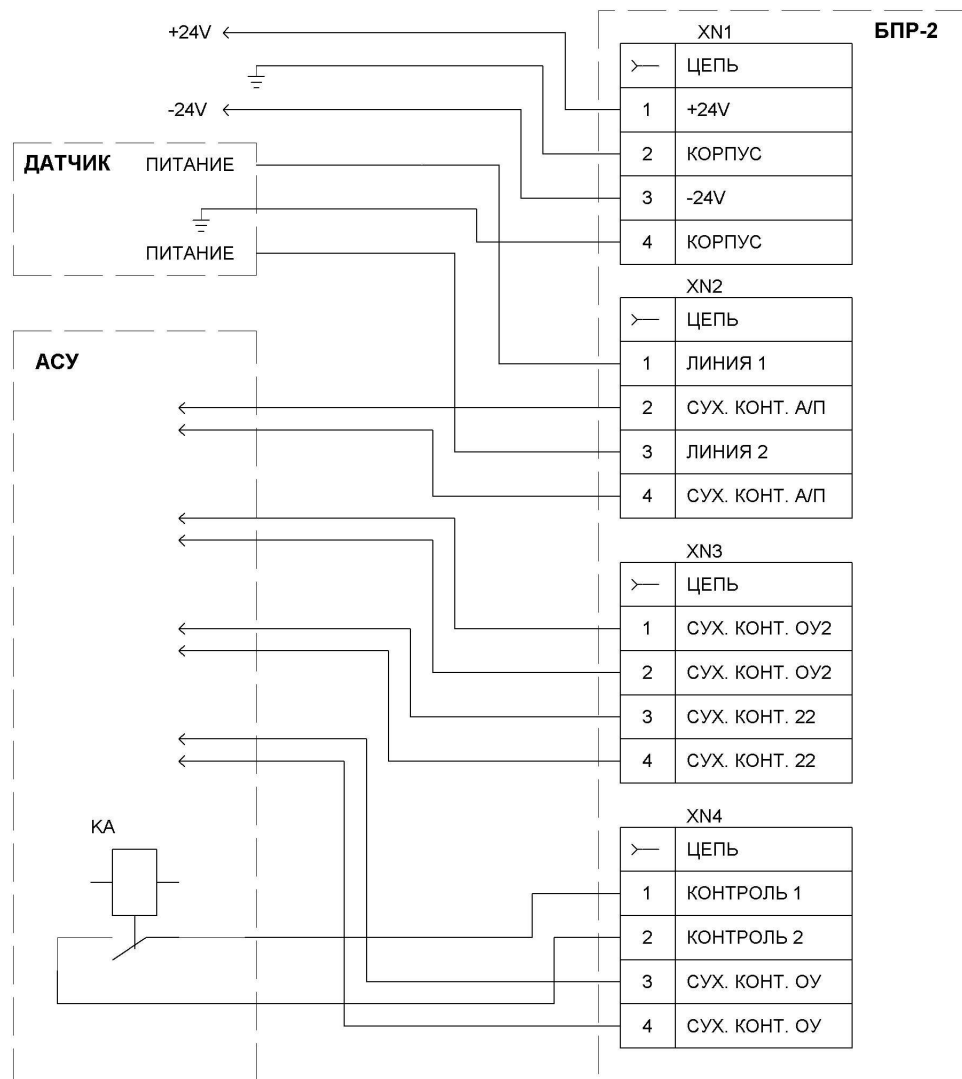 +24V
XN1
БПР-2
ЦЕПЬ
1 +24V
-24V
2 КОРПУС
ДАТЧИК ПИТАНИЕ
3 -24V
4 КОРПУС
ПИТАНИЕ
XN2
ЦЕПЬ
АСУ
1 ЛИНИЯ 1
2 СУХ. КОНТ. А/П
3 ЛИНИЯ 2
4 СУХ. КОНТ. А/П
XN3
ЦЕПЬ
1 СУХ. КОНТ. ОУ2
2 СУХ. КОНТ. ОУ2
3 СУХ. КОНТ. 22
4 СУХ. КОНТ. 22
КА
XN4
ЦЕПЬ
1 КОНТРОЛЬ 1
2 КОНТРОЛЬ 2
3 СУХ. КОНТ. ОУ
4 СУХ. КОНТ. ОУ